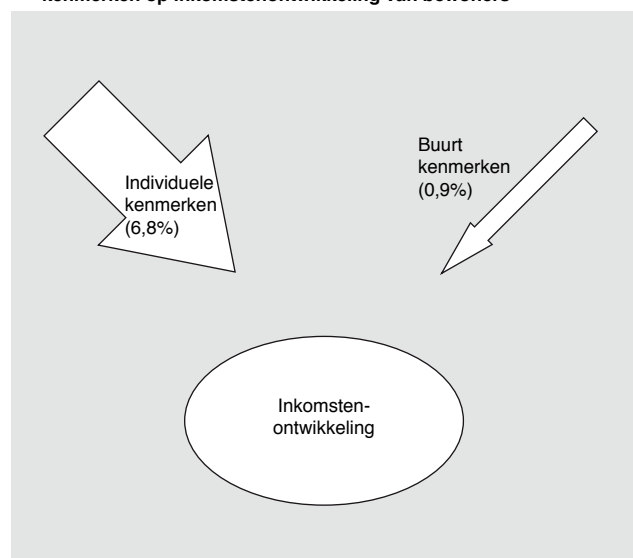 kenmerken op inkomstenontwikkeling van bewoners
Individuele
kenmerken
(6,8%)
Buurt
kenmerken
(0,9%)
Inkomsten-
ontwikkeling